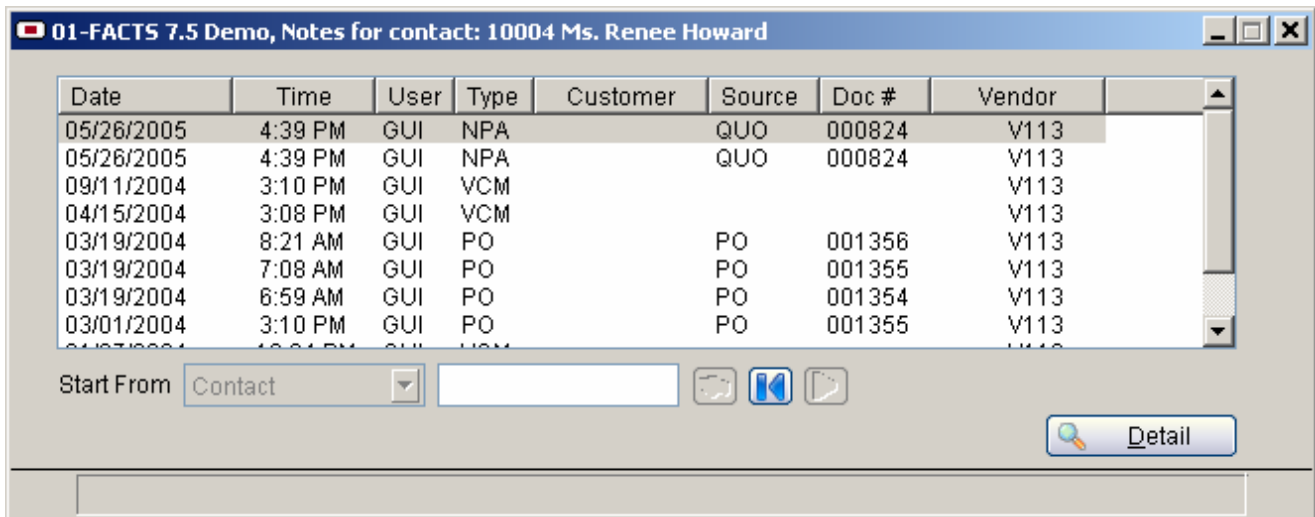 01-FACTS 7.5 Demo, Notes for contact: 10004 Ms. Renee Howard
Date Time User Type Customer Source Doc # Vendor
05/26/2005 4:39 PM GUI NPA QUO 000824 V113
05/26/2005 4:39 PM GUI NPA QUO 000824 V113
09/11/2004 3:10 PM GUI VCM V113
04/15/2004 3:08 PM GUI VCM V113
03/19/2004 8:21 AM GUI PO PO 001356 V113
03/19/2004 7:08 AM GUI PO PO 001355 V113
03/19/2004 6:59 AM GUI PO PO 001354 V113
03/01/2004 3:10 PM GUI PO PO 001355 V113
Start From Contact
Detail